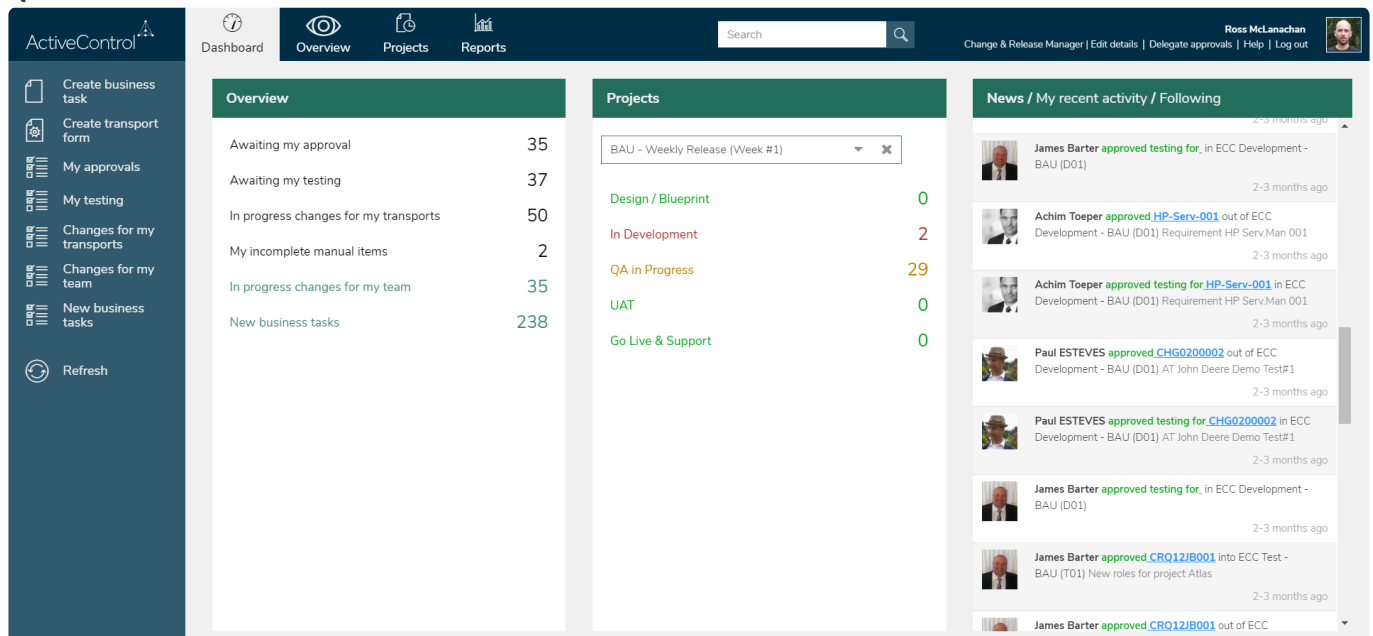 ActiveControl
Dashboard
Overview
Projects
Reports
Search
Ross McLanachan
Change & Release Manager | Edit details | Delegate approvals | Help | Log out
Create business
task
Create transport
form
My approvals
My testing
Changes for my
transports
Changes for my
team
New business
tasks
Refresh
Overview
Awaiting my approval 35
Awaiting my testing 37
In progress changes for my transports 50
My incomplete manual items 2
In progress changes for my team 35
New business tasks 238
Projects
BAU - Weekly Release (Week #1)
Design / Blueprint 0
In Development 2
QA in Progress 29
UAT 0
Go Live & Support 0
News / My recent activity / Following
2-3 months ago
James Barter approved testing for in ECC Development -
BAU (D01)
2-3 months ago
Achim Toeper approved HP-Serv-001 out of ECC
Development - BAU (D01) Requirement HP Serv.Man 001
2-3 months ago
Achim Toeper approved testing for HP-Serv-001 in ECC
Development - BAU (D01) Requirement HP Serv.Man 001
2-3 months ago
Paul ESTEVES approved CHG0200002 out of ECC
Development - BAU (D01) AT John Deere Demo Test#1
2-3 months ago
Paul ESTEVES approved testing for CHG0200002 in ECC
Development - BAU (D01) AT John Deere Demo Test#1
2-3 months ago
James Barter approved testing for in ECC Development -
BAU (D01)
2-3 months ago
James Barter approved CRQ12JB001 into ECC Test -
BAU (T01) New roles for project Atlas
2-3 months ago
James Barter approved CRQ12JB001 out of ECC